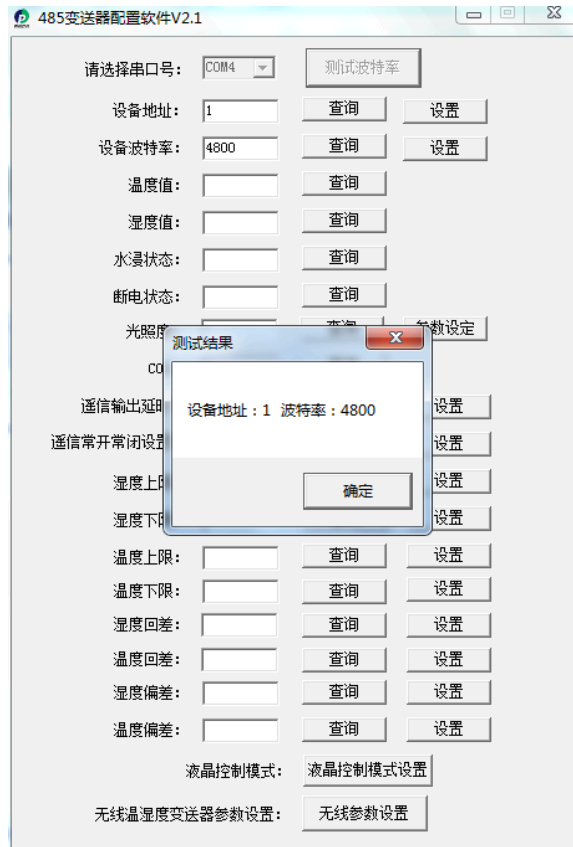 485变送器配置软件V2.1
请选择串口号： COM4 测试波特率
设备地址： 1 查询 设置
设备波特率： 4800 查询 设置
温度值： 查询
湿度值： 查询
水浸状态： 查询
断电状态： 查询
光照度 查询 参数设定
测试结果
CO
设备地址：1 波特率：4800
遥信输出延时 设置
遥信常开常闭设置 设置
确定
湿度上限 设置
湿度下限 设置
温度上限： 查询 设置
温度下限： 查询 设置
湿度回差： 查询 设置
温度回差： 查询 设置
湿度偏差： 查询 设置
温度偏差： 查询 设置
液晶控制模式： 液晶控制模式设置
无线温湿度变送器参数设置： 无线参数设置